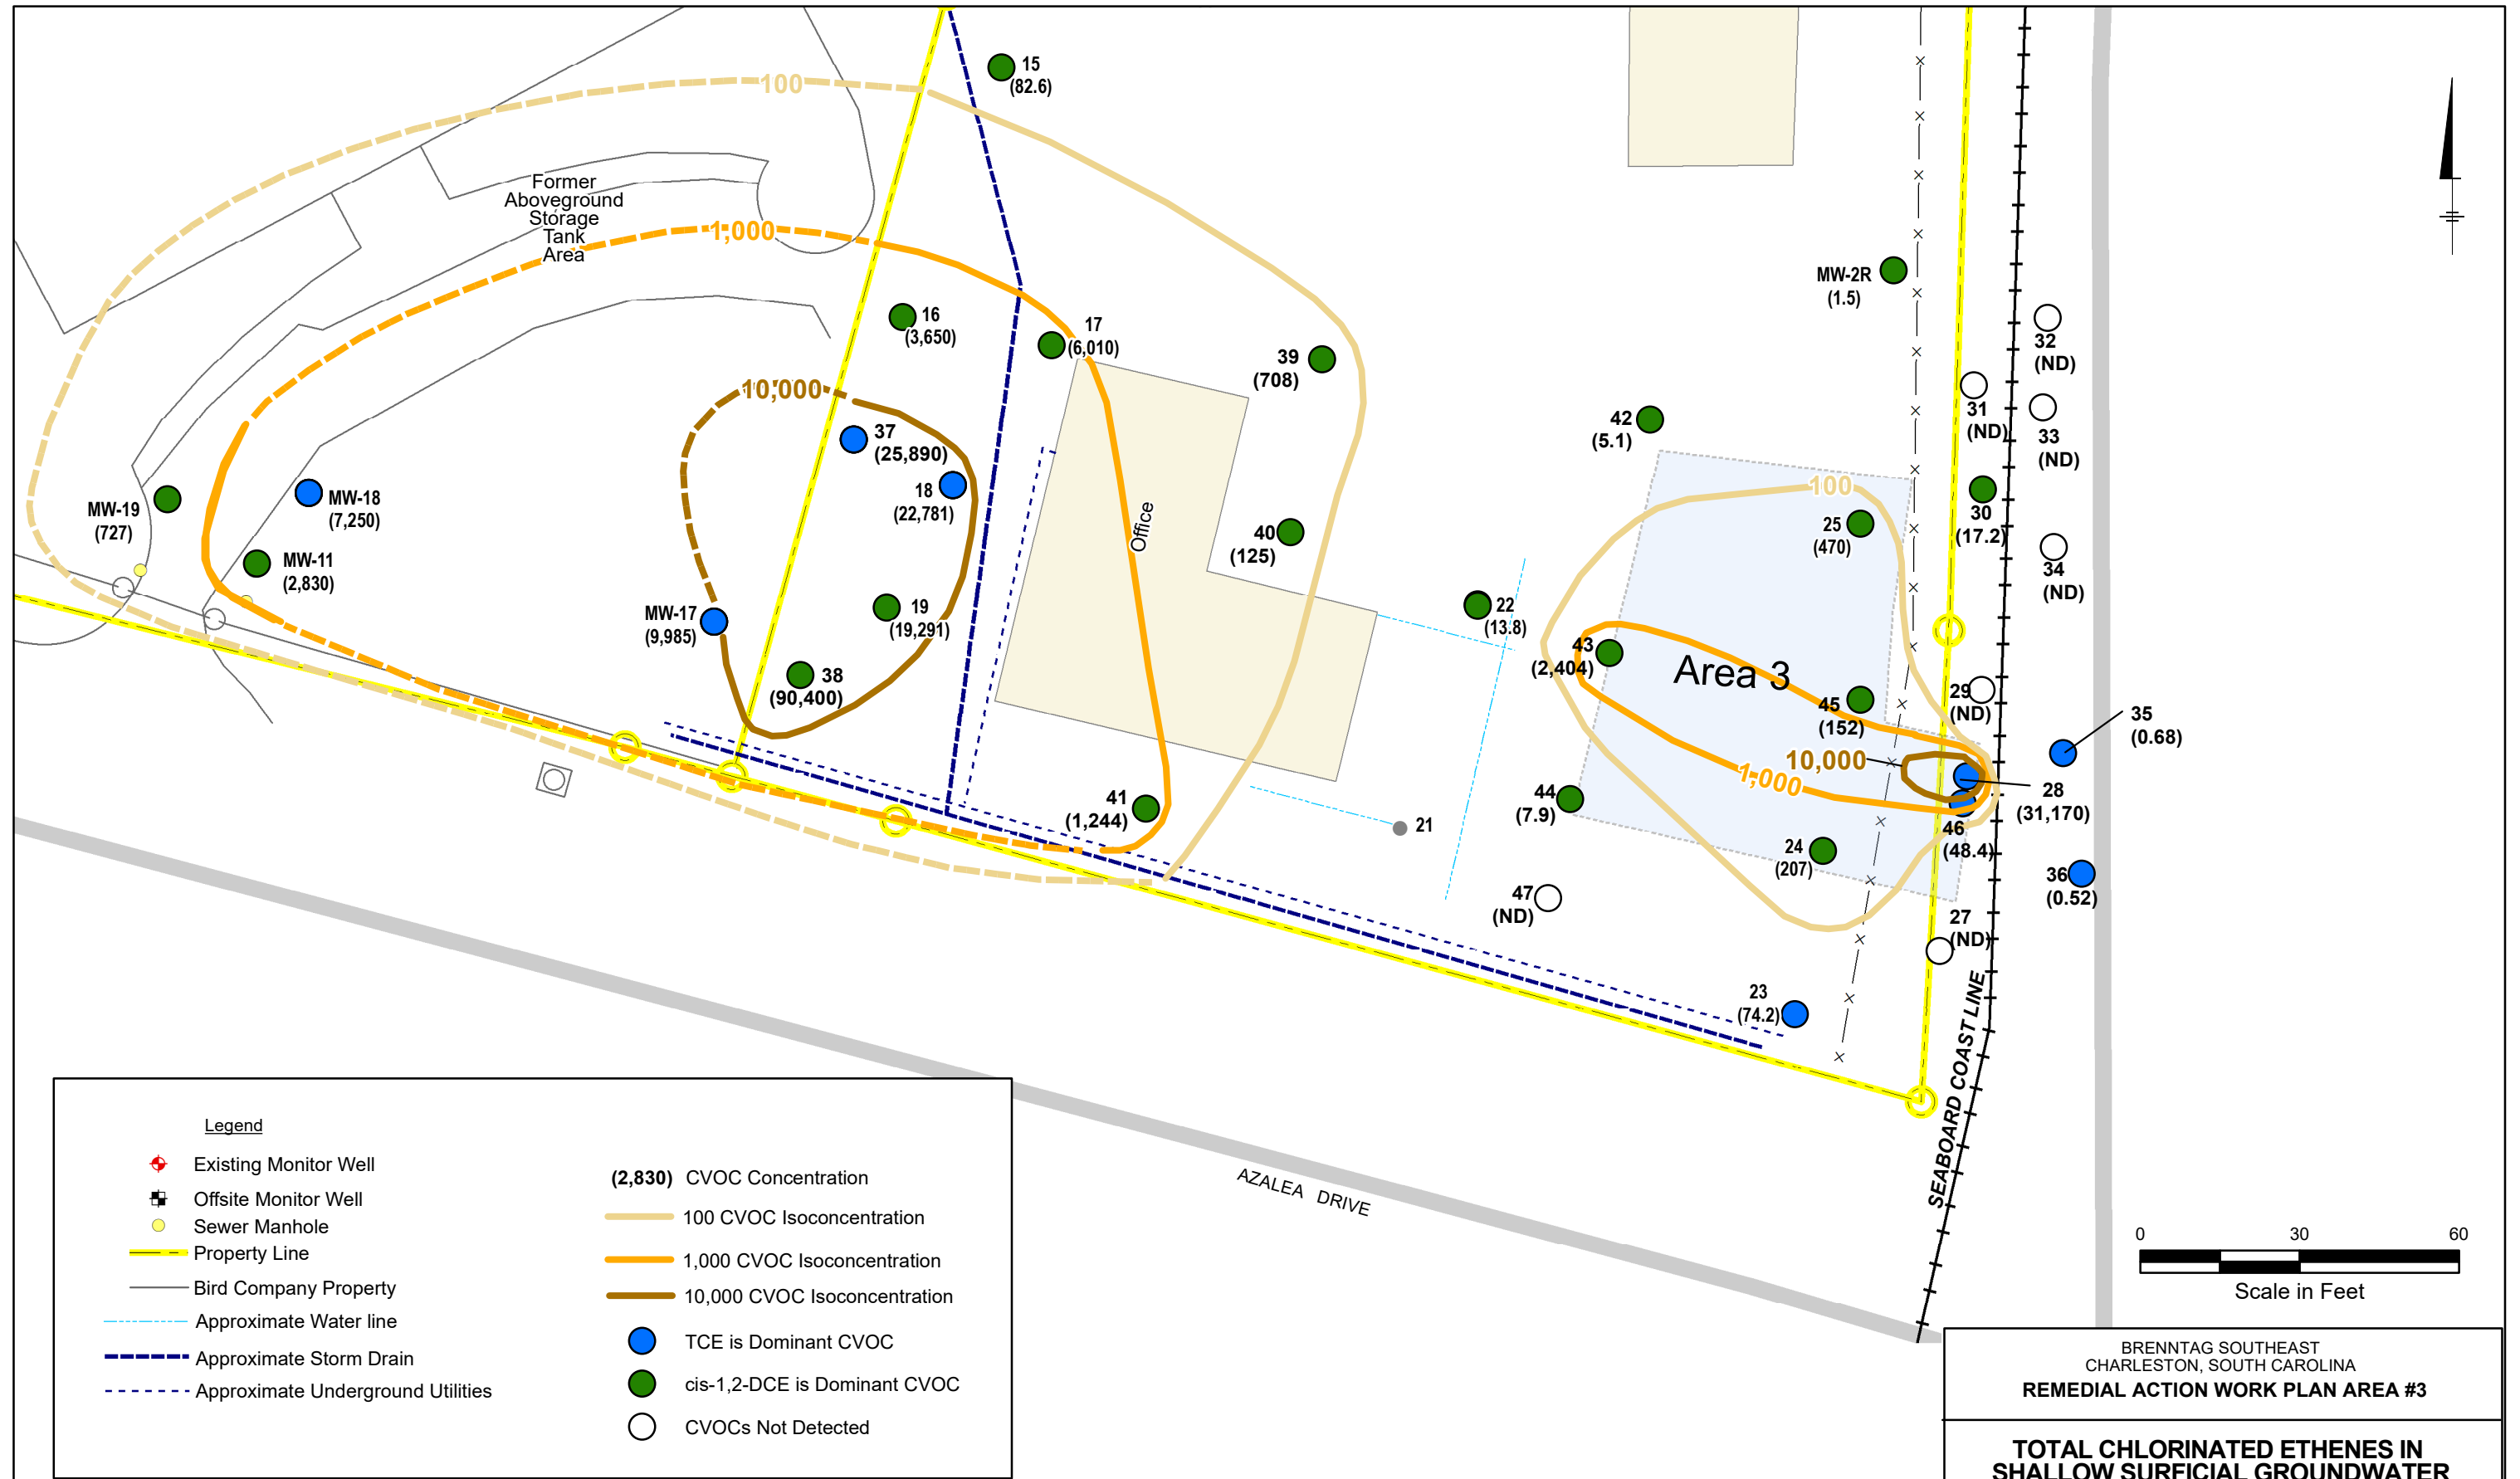 15
(82.6)
100
Former
Aboveground
Storage
Tank
Area
1,000
MW-2R
(1.5)
16
(3,650)
17
(6,010)
32
(ND)
39
(708)
10,000
31
(ND)
42
(5.1)
33
(ND)
37
(25,890)
18
(22,781)
100
MW-19
(727)
MW-18
(7,250)
Office
40
(125)
25
(470)
30
(17.2)
34
(ND)
MW-11
(2,830)
MW-17
(9,985)
19
(19,291)
22
(13.8)
43
(2,404)
Area 3
38
(90,400)
45
(152)
29
(ND)
35
(0.68)
10,000
1,000
28
(31,170)
41
(1,244)
44
(7.9)
21
46
(48.4)
24
(207)
36
(0.52)
47
(ND)
27
(ND)
23
(74.2)
SEABOARD COAST LINE
AZALEA DRIVE
0 30 60
Scale in Feet
Legend
Existing Monitor Well
Offsite Monitor Well
Sewer Manhole
Property Line
Bird Company Property
Approximate Water line
Approximate Storm Drain
Approximate Underground Utilities
(2,830) CVOC Concentration
100 CVOC Isoconcentration
1,000 CVOC Isoconcentration
10,000 CVOC Isoconcentration
TCE is Dominant CVOC
cis-1,2-DCE is Dominant CVOC
CVOCs Not Detected
BRENNTAG SOUTHEAST
CHARLESTON, SOUTH CAROLINA
REMEDIAL ACTION WORK PLAN AREA #3
TOTAL CHLORINATED ETHENES IN
SHALLOW SURFICIAL GROUNDWATER